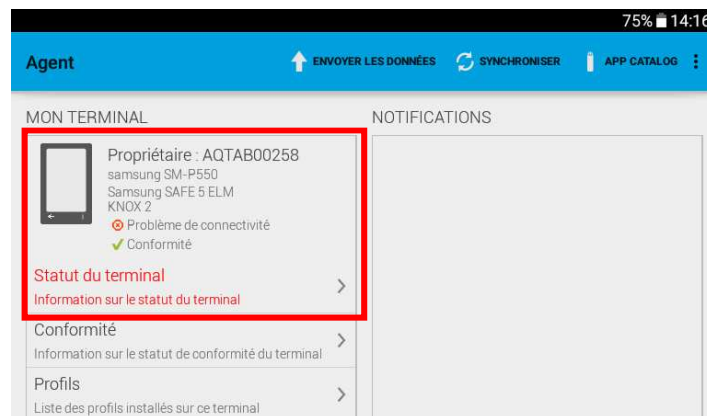 75% 14:16
Agent
ENVOYER LES DONNÉES
SYNCHRONISER
APP CATALOG
MON TERMINAL
NOTIFICATIONS
Propriétaire : AQTAB00258
samsung SM-P550
Samsung SAFE 5 ELM
KNOX 2
Problème de connectivité
Conformité
Statut du terminal
Information sur le statut du terminal
Conformité
Information sur le statut de conformité du terminal
Profils
Liste des profils installés sur ce terminal